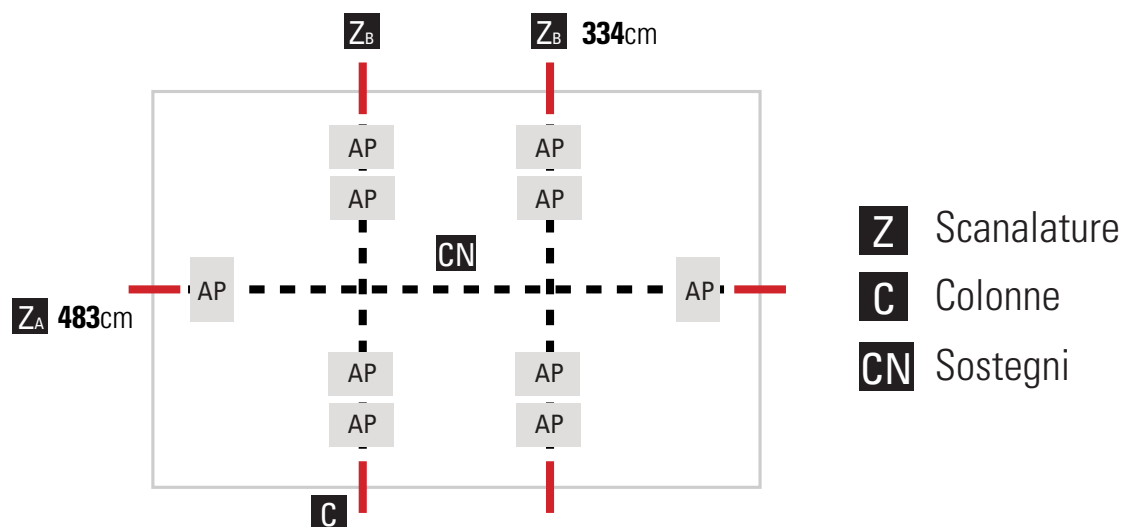 ZB ZB 334cm
AP AP
AP AP
CN
AP AP
ZA 483cm
AP AP
AP AP
C
Z Scanalature
C Colonne
CN Sostegni